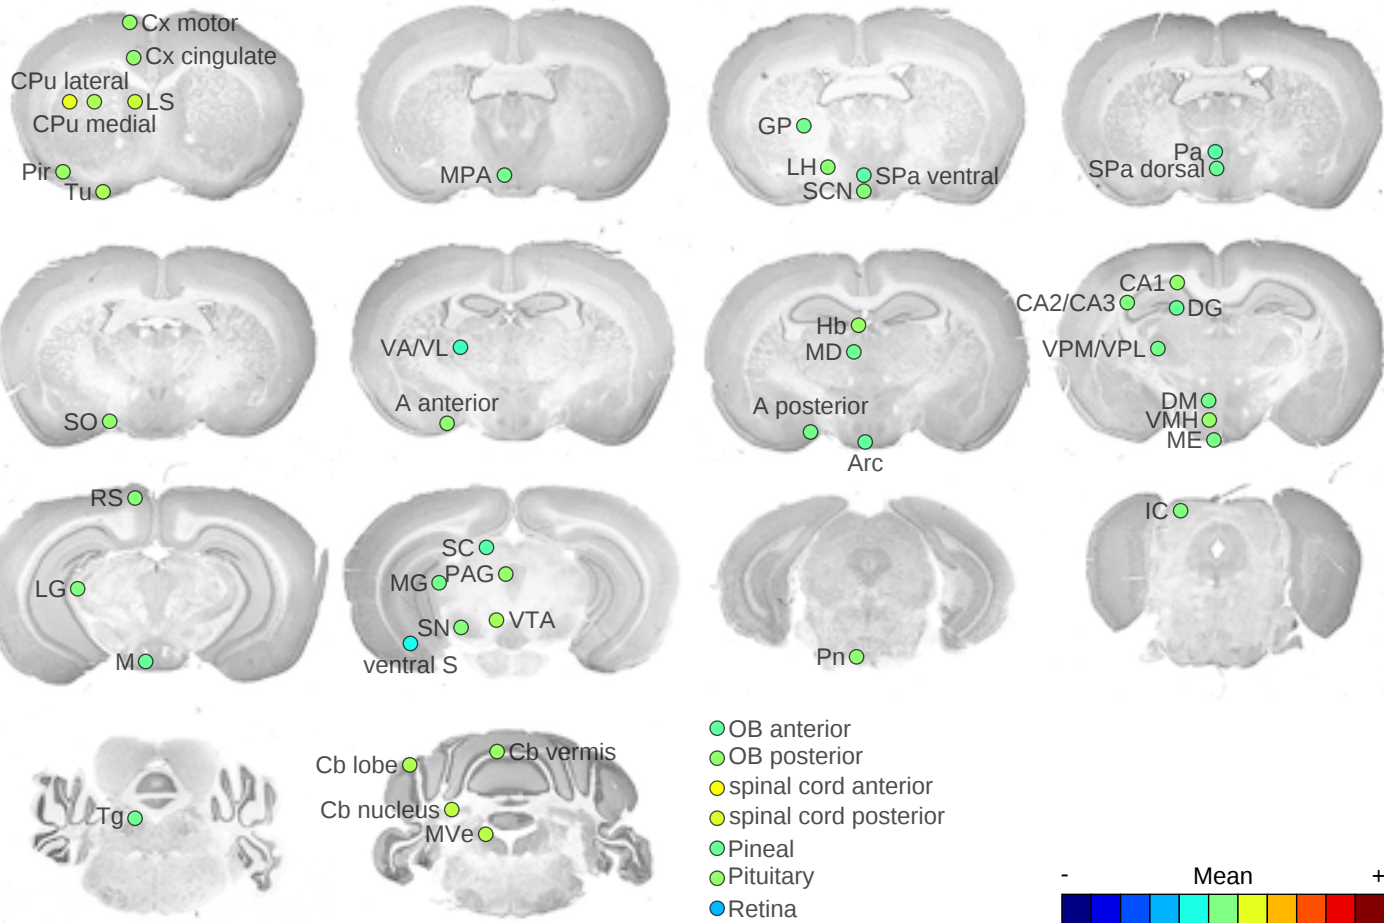 Cx motor
Cx cingulate
CPu lateral
LS
CPu medial
Pir
Tu
MPA
GP
LH
SPa ventral
SCN
Pa
SPa dorsal
SO
VA/VL
A anterior
Hb
MD
A posterior
Arc
CA1
CA2/CA3
DG
VPM/VPL
DM
VMH
ME
RS
LG
M
SC
MG
PAG
SN
VTA
ventral S
Pn
IC
Tg
Cb lobe
Cb vermis
Cb nucleus
MVe
OB anterior
OB posterior
spinal cord anterior
spinal cord posterior
Pineal
Pituitary
Retina
- Mean +